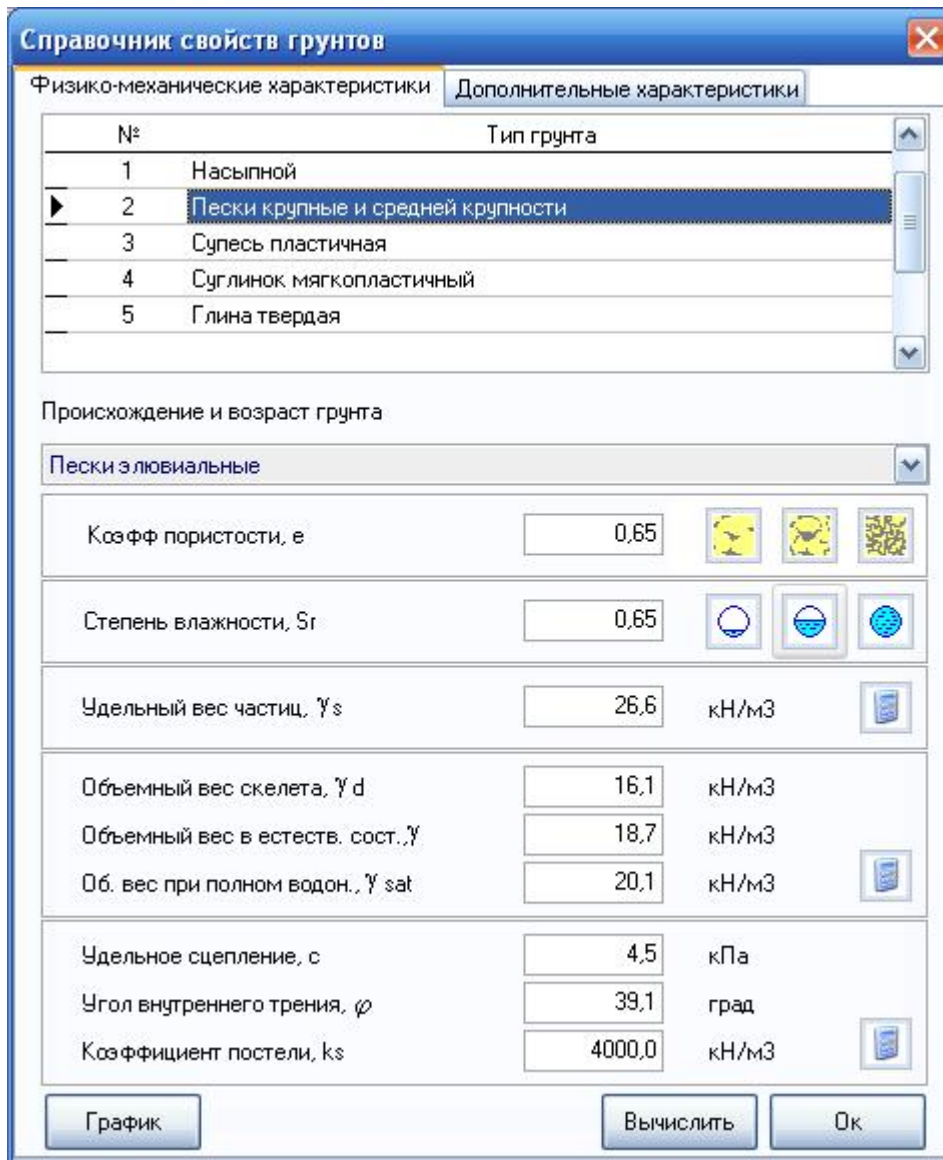 Справочник свойств грунтов
Физико-механические характеристики Дополнительные характеристики
№ Тип грунта
1 Насыпной
2 Пески крупные и средней крупности
3 Супесь пластичная
4 Суглинок мягкопластичный
5 Глина твердая
Происхождение и возраст грунта
Пески элювиальные
Коэфф пористости, e 0,65
Степень влажности, Sr 0,65
Удельный вес частиц, γ s 26,6 кН/м3
Объемный вес скелета, γ d 16,1 кН/м3
Объемный вес в естеств. сост.,γ 18,7 кН/м3
Об. вес при полном водон., γ sat 20,1 кН/м3
Удельное сцепление, с 4,5 кПа
Угол внутреннего трения, φ 39,1 град
Коэффициент постели, ks 4000,0 кН/м3
График Вычислить Ок